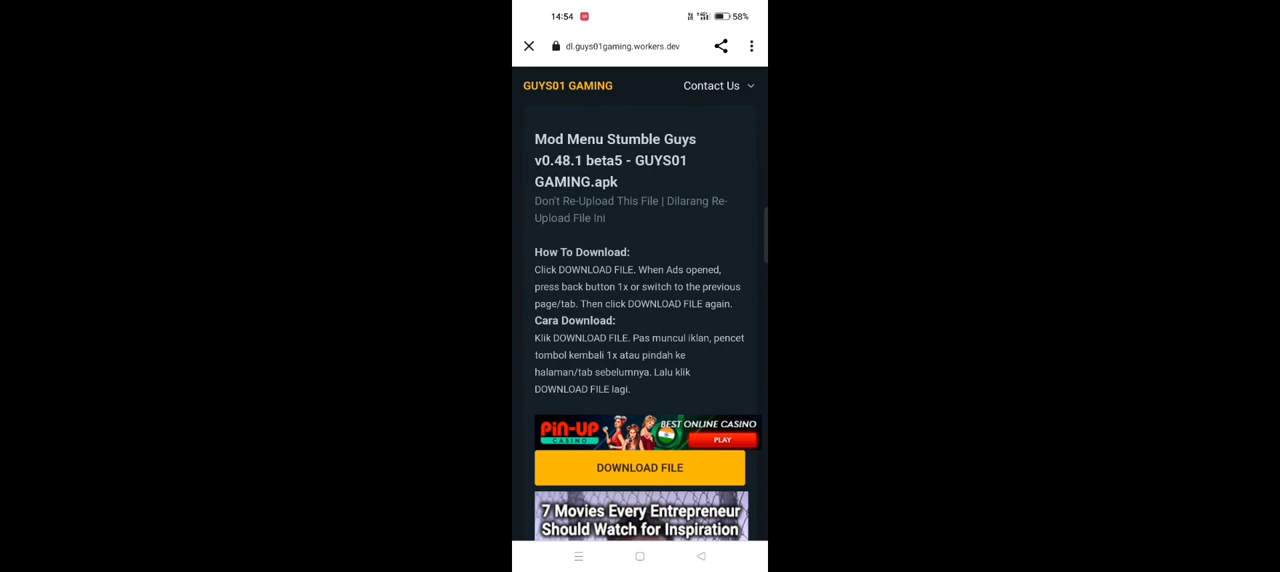 14:54
58%
dl.guys01gaming.workers.dev
GUYS01 GAMING
Contact Us
Mod Menu Stumble Guys
v0.48.1 beta5 - GUYS01
GAMING.apk
Don't Re-Upload This File | Dilarang Re-
Upload File Ini
How To Download:
Click DOWNLOAD FILE. When Ads opened,
press back button 1x or switch to the previous
page/tab. Then click DOWNLOAD FILE again.
Cara Download:
Klik DOWNLOAD FILE. Pas muncul iklan, pencet
tombol kembali 1x atau pindah ke
halaman/tab sebelumnya. Lalu klik
DOWNLOAD FILE lagi.
PiN-UP
CASINO
BEST ONLINE CASINO
PLAY
DOWNLOAD FILE
7 Movies Every Entrepreneur
Should Watch for Inspiration